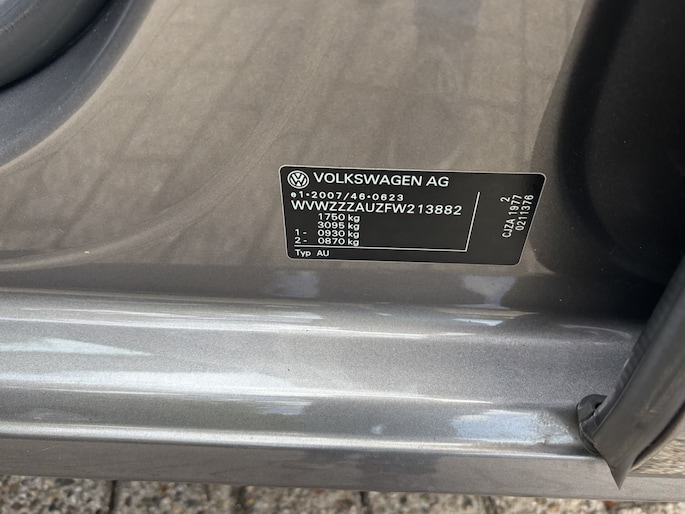 VOLKSWAGEN AG
e1*2007/46*0623
WVWZZZAUZFW213882
1750 kg
3095 kg
1- 0930 kg
2- 0870 kg
Typ AU
2
CJZA 1977
0211376